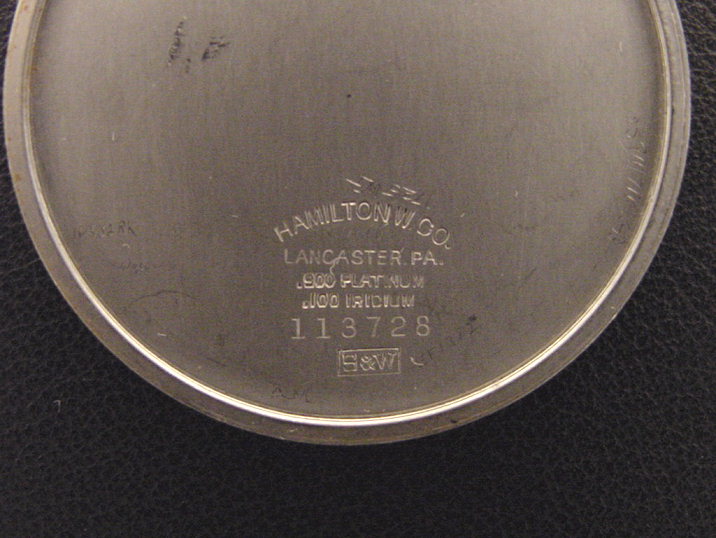 HAMILTON W. CO.
LANCASTER, PA.
.900 PLATINUM
.100 IRIDIUM
113728
S&W